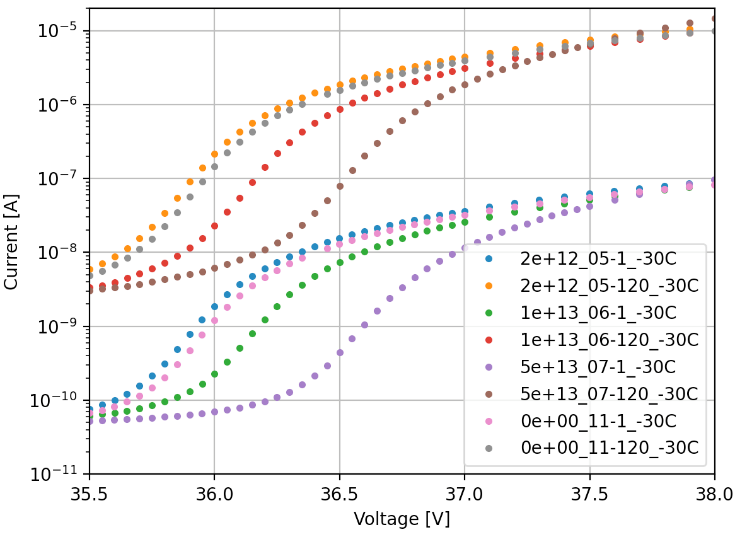 10⁻⁵
10⁻⁶
10⁻⁷
10⁻⁸
10⁻⁹
10⁻¹⁰
10⁻¹¹
Current [A]
2e+12_05-1_-30C
2e+12_05-120_-30C
1e+13_06-1_-30C
1e+13_06-120_-30C
5e+13_07-1_-30C
5e+13_07-120_-30C
0e+00_11-1_-30C
0e+00_11-120_-30C
35.5 36.0 36.5 37.0 37.5 38.0
Voltage [V]